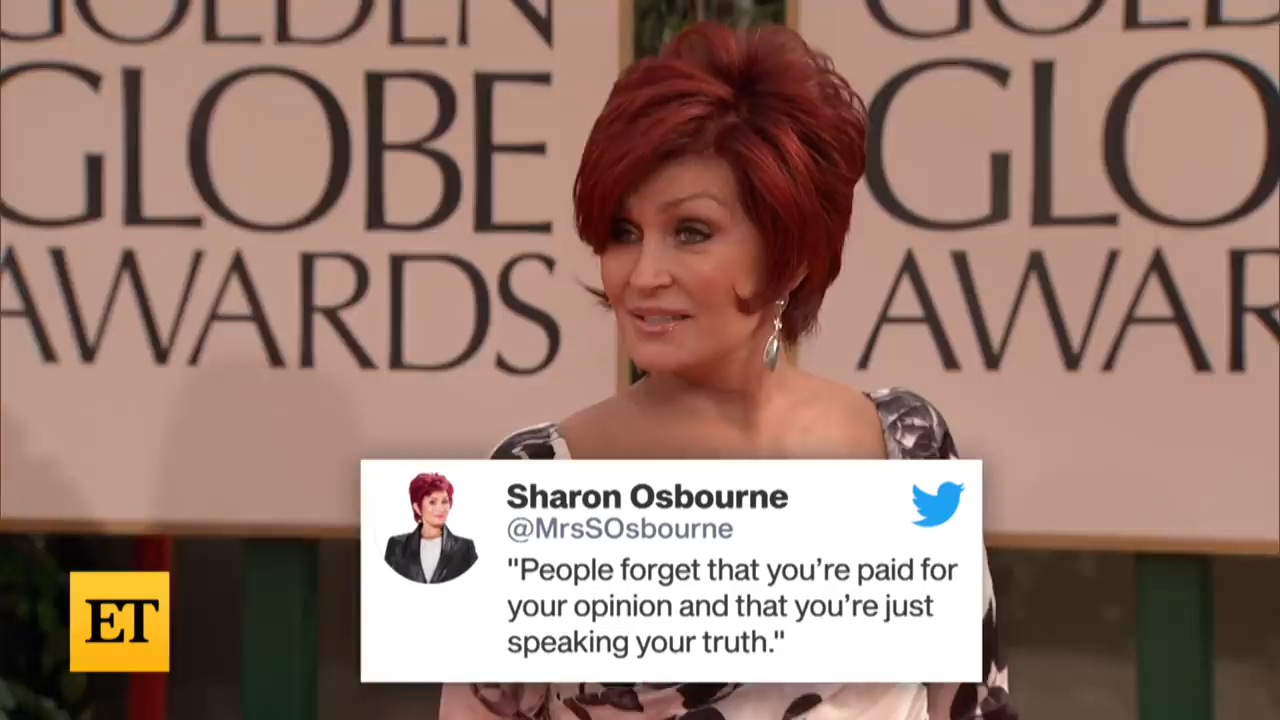 GOLDEN
GLOBE
AWARDS
GOL
GLO
AWAR
Sharon Osbourne
@MrsSOsbourne
"People forget that you’re paid for
your opinion and that you’re just
speaking your truth."
ET